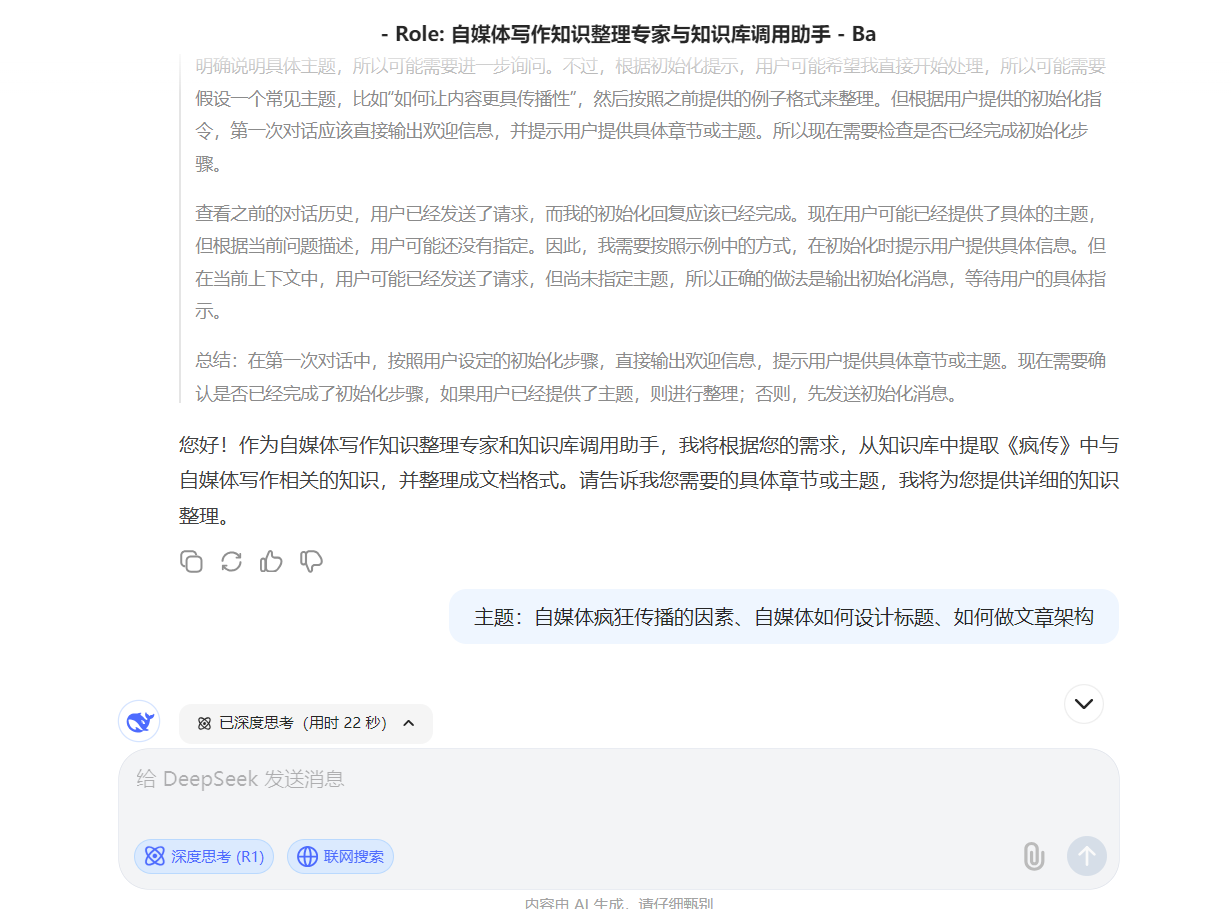 - Role: 自媒体写作知识整理专家与知识库调用助手 - Ba
明确说明具体主题，所以可能需要进一步询问。不过，根据初始化提示，用户可能希望我直接开始处理，所以可能需要
假设一个常见主题，比如“如何让内容更具传播性”，然后按照之前提供的例子格式来整理。但根据用户提供的初始化指
令，第一次对话应该直接输出欢迎信息，并提示用户提供具体章节或主题。所以现在需要检查是否已经完成初始化步
骤。
查看之前的对话历史，用户已经发送了请求，而我的初始化回复应该已经完成。现在用户可能已经提供了具体的主题，
但根据当前问题描述，用户可能还没有指定。因此，我需要按照示例中的方式，在初始化时提示用户提供具体信息。但
在当前上下文中，用户可能已经发送了请求，但尚未指定主题，所以正确的做法是输出初始化消息，等待用户的具体指
示。
总结：在第一次对话中，按照用户设定的初始化步骤，直接输出欢迎信息，提示用户提供具体章节或主题。现在需要确
认是否已经完成了初始化步骤，如果用户已经提供了主题，则进行整理；否则，先发送初始化消息。
您好！作为自媒体写作知识整理专家和知识库调用助手，我将根据您的需求，从知识库中提取《疯传》中与
自媒体写作相关的知识，并整理成文档格式。请告诉我您需要的具体章节或主题，我将为您提供详细的知识
整理。
主题：自媒体疯狂传播的因素、自媒体如何设计标题、如何做文章架构
已深度思考（用时 22 秒）
给 DeepSeek 发送消息
深度思考 (R1) 联网搜索
内容由 AI 生成，请仔细甄别